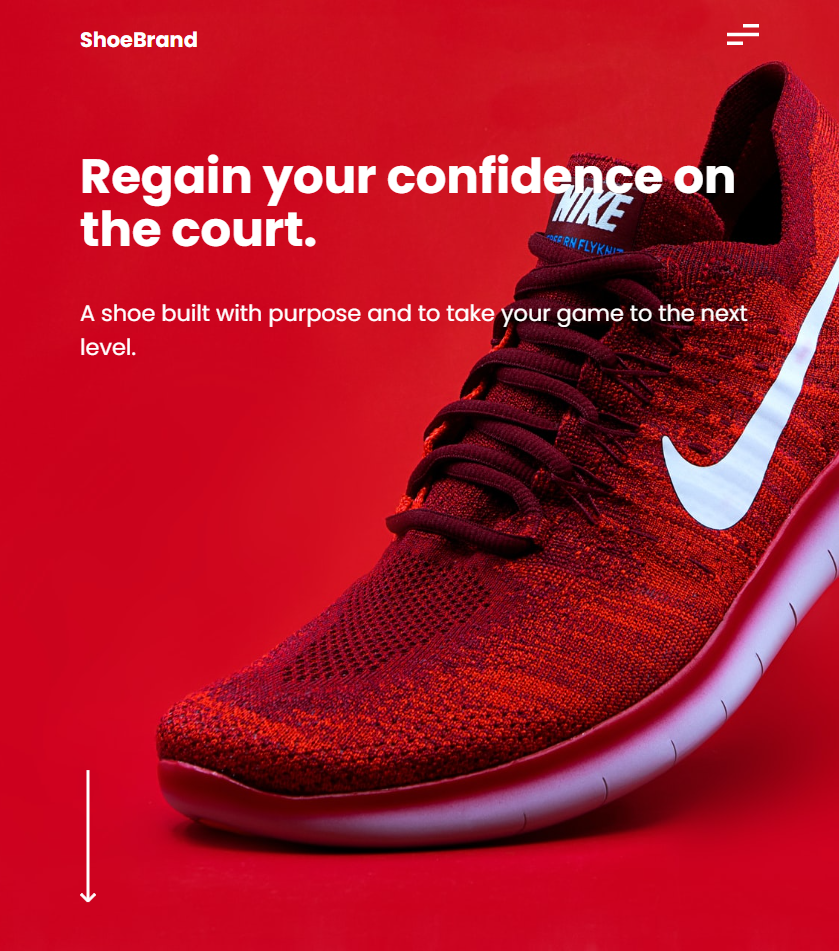 ShoeBrand
Regain your confidence on
the court.
NIKE
FREE RN FLYKNIT
A shoe built with purpose and to take your game to the next
level.